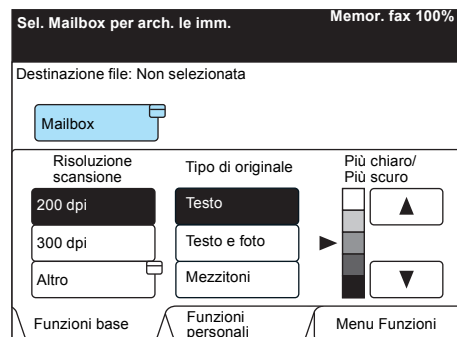 Sel. Mailbox per arch. le imm.
Memor. fax 100%
Destinazione file: Non selezionata
Mailbox
Risoluzione
scansione
Tipo di originale
Più chiaro/
Più scuro
200 dpi
Testo
300 dpi
Testo e foto
Altro
Mezzitoni
Funzioni base
Funzioni
personali
Menu Funzioni